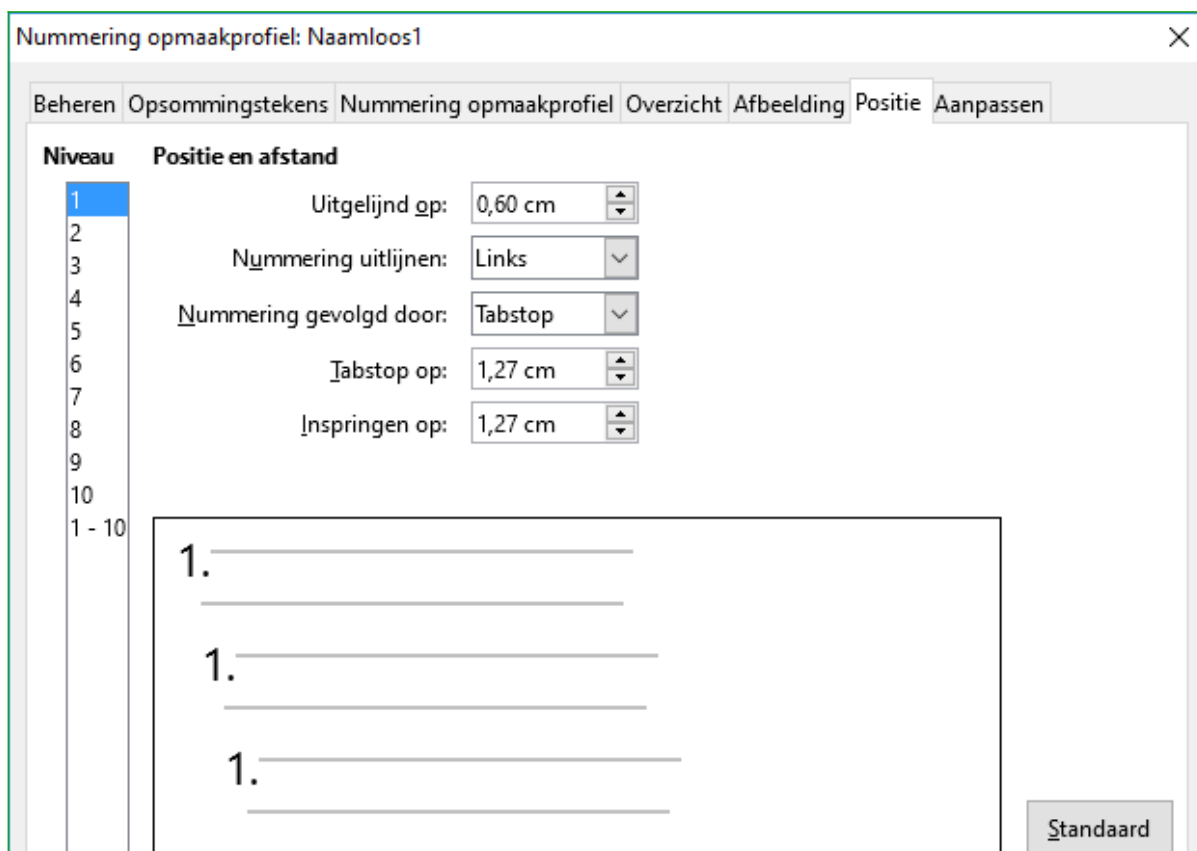 Nummering opmaakprofiel: Naamloos1
Beheren Opsommingstekens Nummering opmaakprofiel Overzicht Afbeelding Positie Aanpassen
Niveau Positie en afstand
1
2
3
4
5
6
7
8
9
10
1 - 10
Uitgelijnd op: 0,60 cm
Nummering uitlijnen: Links
Nummering gevolgd door: Tabstop
Tabstop op: 1,27 cm
Inspringen op: 1,27 cm
1.
1.
1.
Standaard